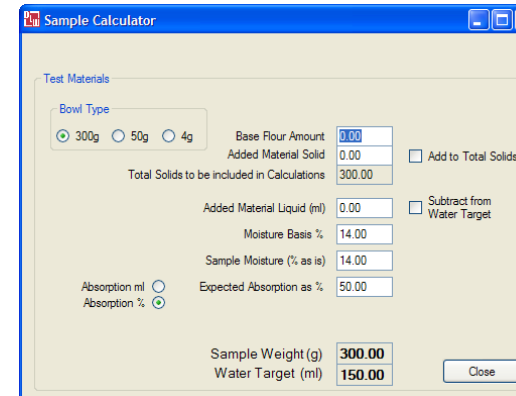 Sample Calculator
Test Materials
Bowl Type
300g 50g 4g
Base Flour Amount 0.00
Added Material Solid 0.00 Add to Total Solids
Total Solids to be included in Calculations 300.00
Added Material Liquid (ml) 0.00 Subtract from
Water Target
Moisture Basis % 14.00
Sample Moisture (% as is) 14.00
Absorption ml Expected Absorption as % 50.00
Absorption %
Sample Weight (g) 300.00
Water Target (ml) 150.00 Close